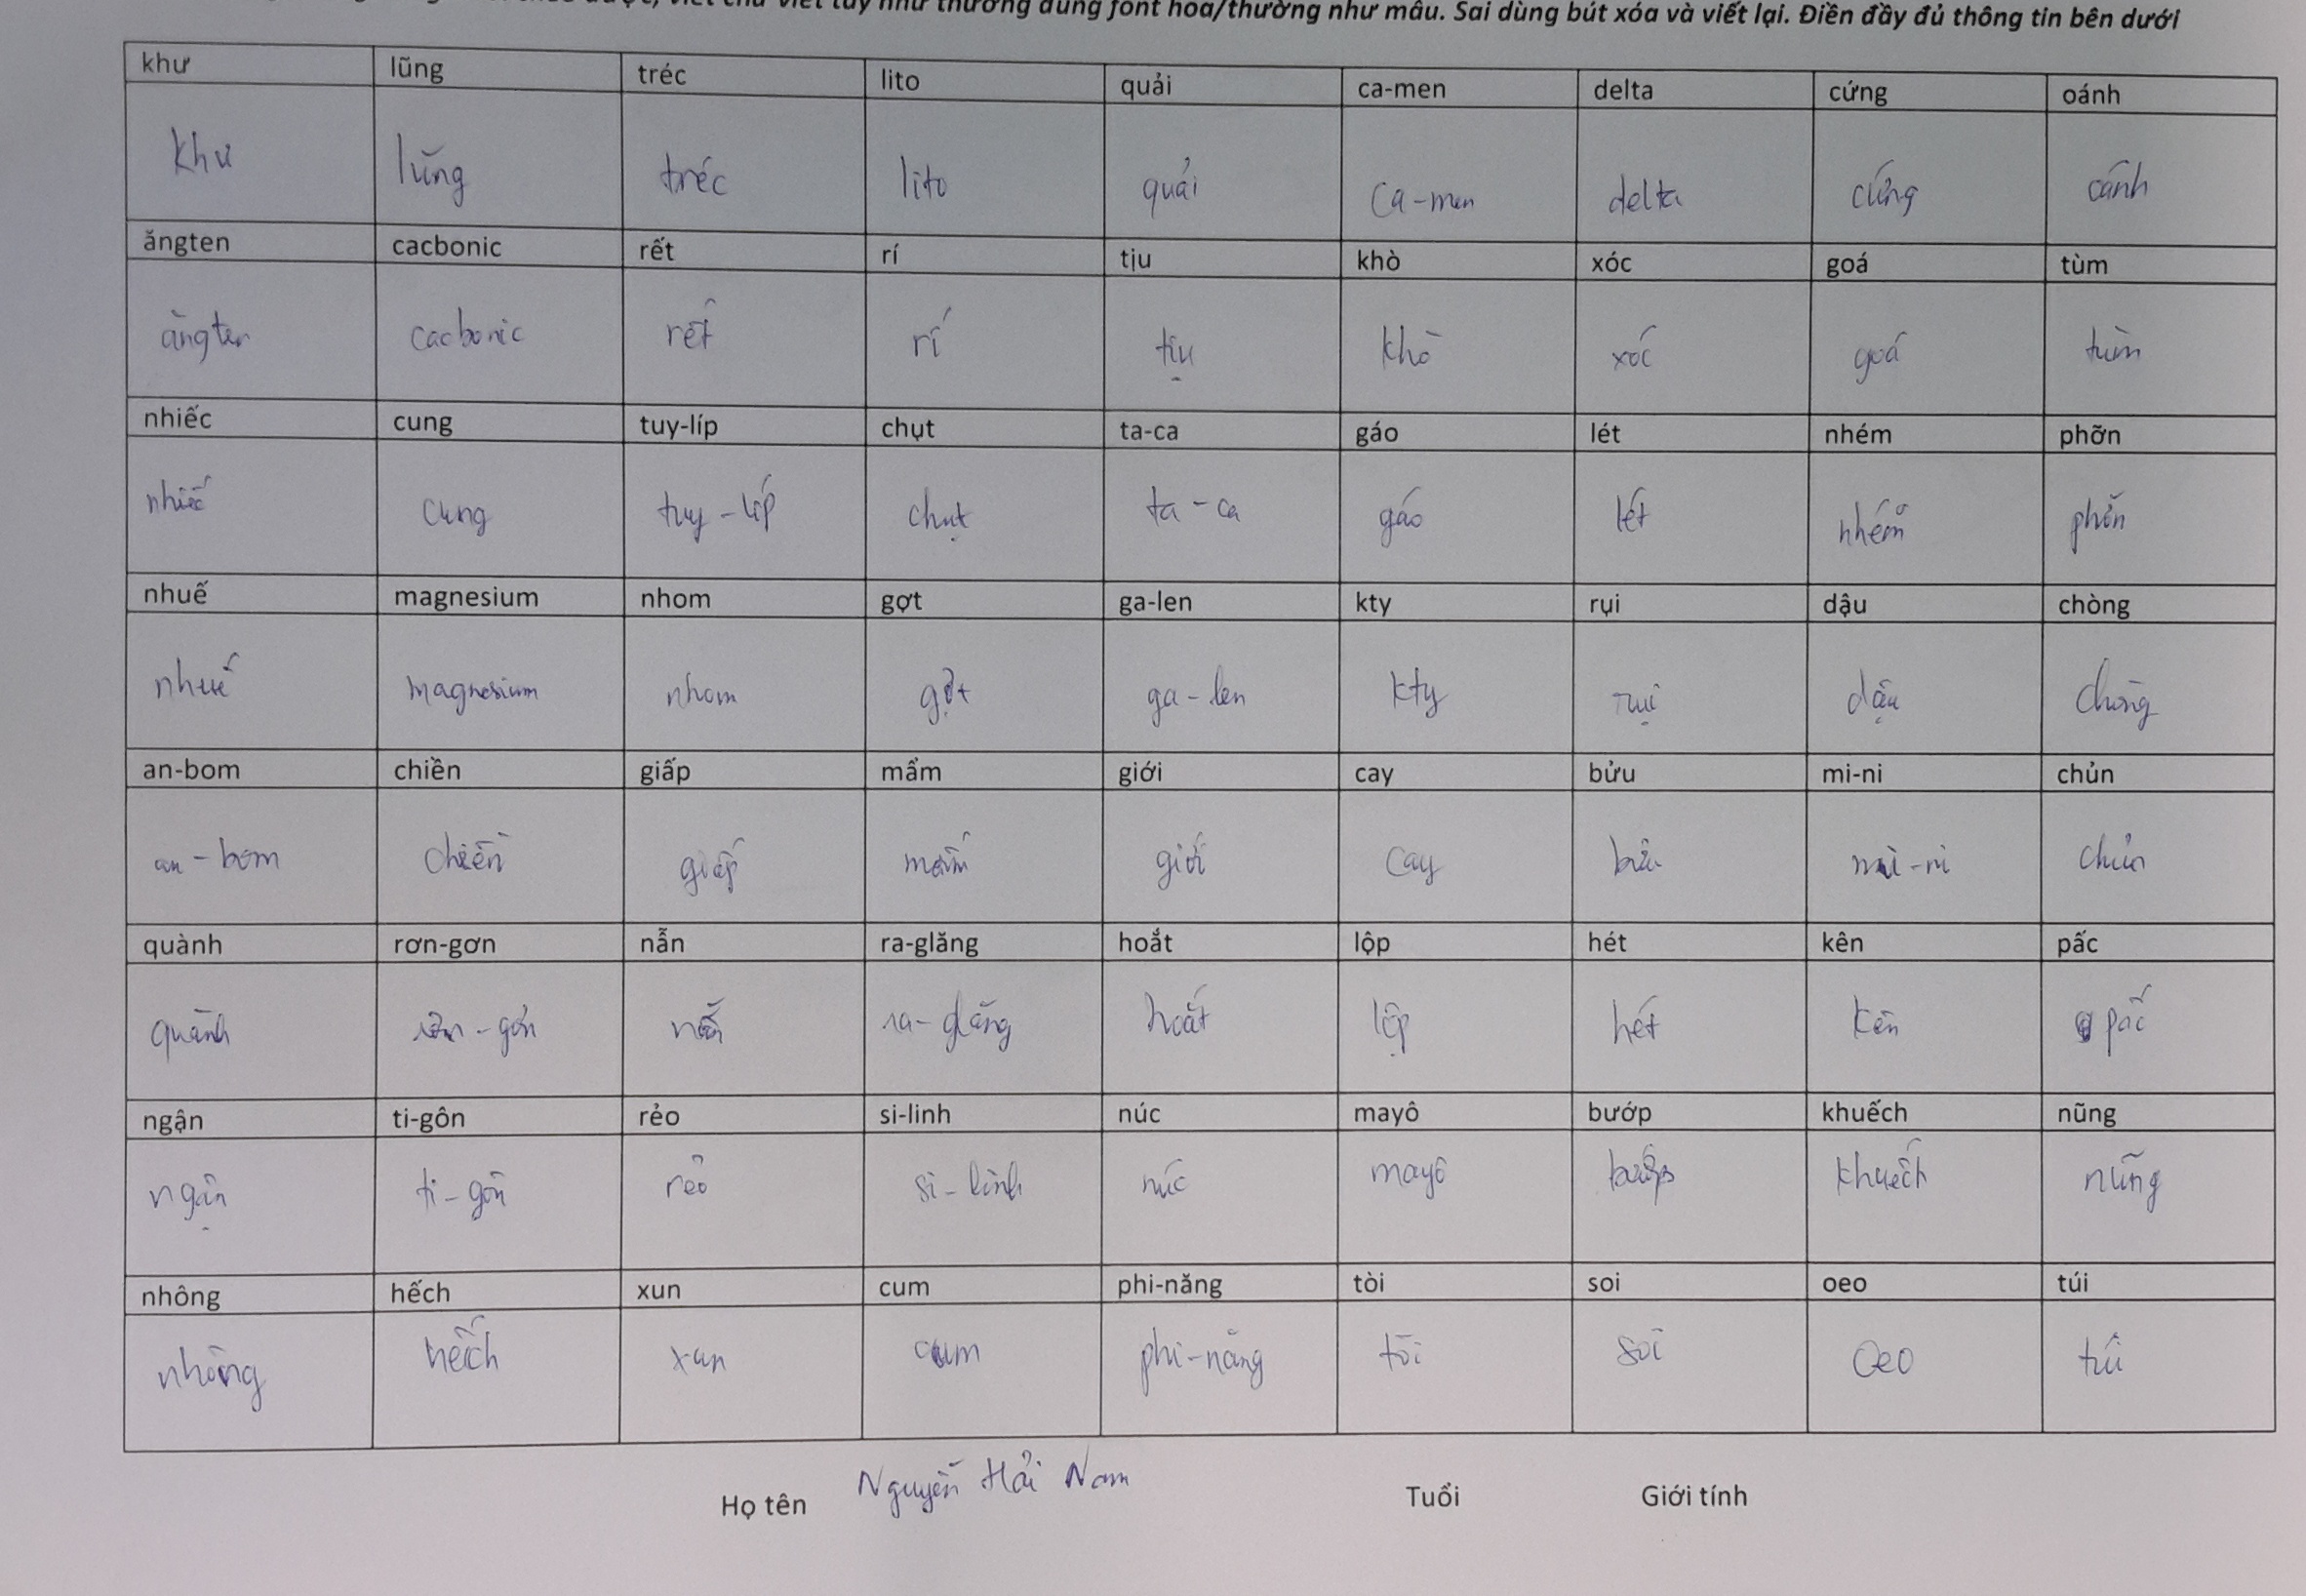 viết chữ viết tay như thường dùng font hoa/thường như mẫu. Sai dùng bút xóa và viết lại. Điền đầy đủ thông tin bên dưới
khư lũng tréc lito quải ca-men delta cứng oánh
khư lũng tréc lito quải ca-men delta cứng oánh
ăngten cacbonic rết rí tịu khò xóc goá tùm
ăngten cacbonic rết rí tịu khò xóc goá tùm
nhiếc cung tuy-líp chụt ta-ca gáo lét nhém phỡn
nhiếc cung tuy-líp chụt ta-ca gáo lét nhém phỡn
nhuế magnesium nhom gợt ga-len kty rụi dậu chòng
nhuế magnesium nhom gợt ga-len kty rụi dậu chòng
an-bom chiền giấp mẩm giới cay bửu mi-ni chủn
an-bom chiền giấp mẩm giới cay bửu mi-ni chủn
quành rơn-gơn nẫn ra-glăng hoắt lộp hét kên pấc
quành rơn-gơn nẫn ra-glăng hoắt lộp hét kên pấc
ngận ti-gôn rẻo si-linh núc mayô bướp khuếch nũng
ngận ti-gôn rẻo si-linh núc mayô bướp khuếch nũng
nhông hếch xun cum phi-năng tòi soi oeo túi
nhông hếch xun cum phi-năng tòi soi oeo túi
Họ tên Nguyễn Hải Nam Tuổi Giới tính